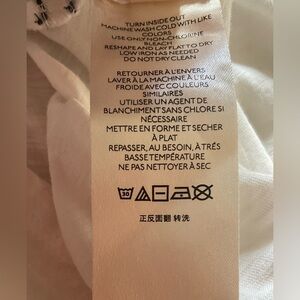 TURN INSIDE OUT
MACHINE WASH COLD WITH LIKE
COLORS
USE ONLY NON-CHLORINE
BLEACH
RESHAPE AND LAY FLAT TO DRY
LOW IRON AS NEEDED
DO NOT DRY CLEAN
RETOURNER À L'ENVERS
LAVER À LA MACHINE À L'EAU
FROIDE AVEC COULEURS
SIMILAIRES
UTILISER UN AGENT DE
BLANCHIMENT SANS CHLORE SI
NÉCESSAIRE
METTRE EN FORME ET SECHER
À PLAT
REPASSER, AU BESOIN, À TRÉS
BASSE TEMPÉRATURE
NE PAS NETTOYER À SEC
30
正反面翻 转洗